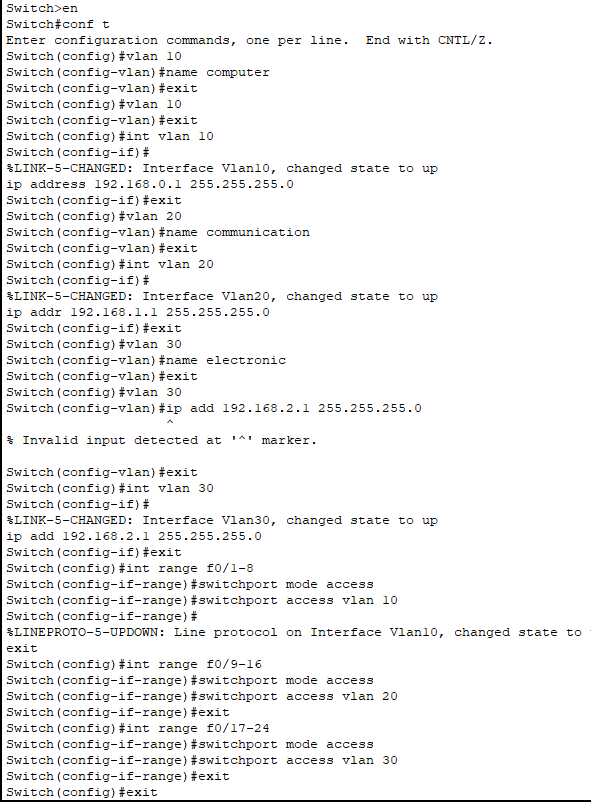 Switch>en
Switch#conf t
Enter configuration commands, one per line.  End with CNTL/Z.
Switch(config)#vlan 10
Switch(config-vlan)#name computer
Switch(config-vlan)#exit
Switch(config)#vlan 10
Switch(config-vlan)#exit
Switch(config)#int vlan 10
Switch(config-if)#
%LINK-5-CHANGED: Interface Vlan10, changed state to up
ip address 192.168.0.1 255.255.255.0
Switch(config-if)#exit
Switch(config)#vlan 20
Switch(config-vlan)#name communication
Switch(config-vlan)#exit
Switch(config)#int vlan 20
Switch(config-if)#
%LINK-5-CHANGED: Interface Vlan20, changed state to up
ip addr 192.168.1.1 255.255.255.0
Switch(config-if)#exit
Switch(config)#vlan 30
Switch(config-vlan)#name electronic
Switch(config-vlan)#exit
Switch(config)#vlan 30
Switch(config-vlan)#ip add 192.168.2.1 255.255.255.0
                    ^
% Invalid input detected at '^' marker.

Switch(config-vlan)#exit
Switch(config)#int vlan 30
Switch(config-if)#
%LINK-5-CHANGED: Interface Vlan30, changed state to up
ip add 192.168.2.1 255.255.255.0
Switch(config-if)#exit
Switch(config)#int range f0/1-8
Switch(config-if-range)#switchport mode access
Switch(config-if-range)#switchport access vlan 10
Switch(config-if-range)#
%LINEPROTO-5-UPDOWN: Line protocol on Interface Vlan10, changed state to
exit
Switch(config)#int range f0/9-16
Switch(config-if-range)#switchport mode access
Switch(config-if-range)#switchport access vlan 20
Switch(config-if-range)#exit
Switch(config)#int range f0/17-24
Switch(config-if-range)#switchport mode access
Switch(config-if-range)#switchport access vlan 30
Switch(config-if-range)#exit
Switch(config)#exit